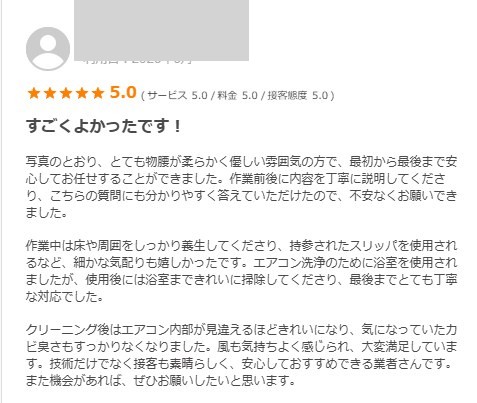 ★★★★★ 5.0 ( サービス 5.0 / 料金 5.0 / 接客態度 5.0 )
すごくよかったです！
写真のとおり、とても物腰が柔らかく優しい雰囲気の方で、最初から最後まで安
心してお任せすることができました。作業前後に内容を丁寧に説明してくださ
り、こちらの質問にも分かりやすく答えていただけたので、不安なくお願いでき
ました。
作業中は床や周囲をしっかり養生してくださり、持参されたスリッパを使用され
るなど、細かな気配りも嬉しかったです。エアコン洗浄のために浴室を使用されま
したが、使用後には浴室まできれいに掃除してくださり、最後までとても丁寧
な対応でした。
クリーニング後はエアコン内部が見違えるほどきれいになり、気になっていたカ
ビ臭さもすっかりなくなりました。風も気持ちよく感じられ、大変満足していま
す。技術だけでなく接客も素晴らしく、安心しておすすめできる業者さんです。
また機会があれば、ぜひお願いしたいと思います。